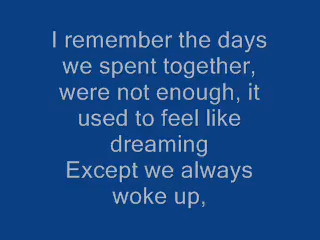 I remember the days
we spent together,
were not enough, it
used to feel like
dreaming
Except we always
woke up,